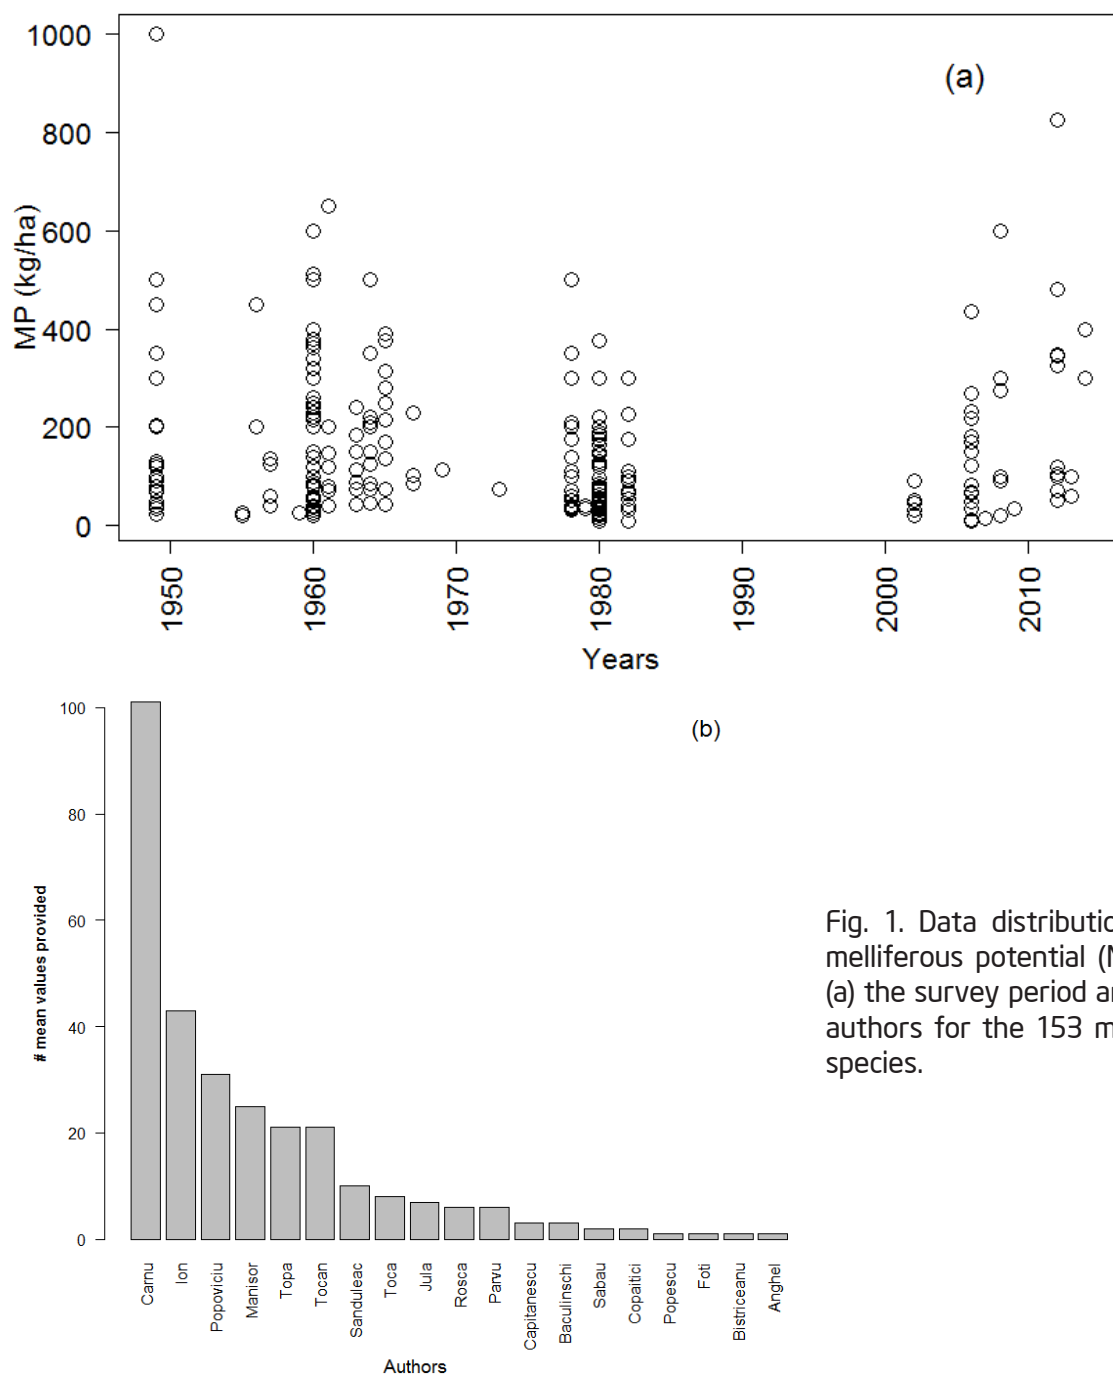 1000
800
600
400
200
0
MP (kg/ha)
(a)
1950
1960
1970
1980
1990
2000
2010
Years
(b)
100
80
60
40
20
0
# mean values provided
Carnu
Ion
Popoviciu
Manisor
Topa
Tocan
Sanduleac
Toca
Jula
Rosca
Parvu
Capitanescu
Baculinschi
Sabau
Copaitici
Popescu
Foti
Bistriceanu
Anghel
Authors
Fig. 1. Data distributio
melliferous potential (
(a) the survey period a
authors for the 153 m
species.